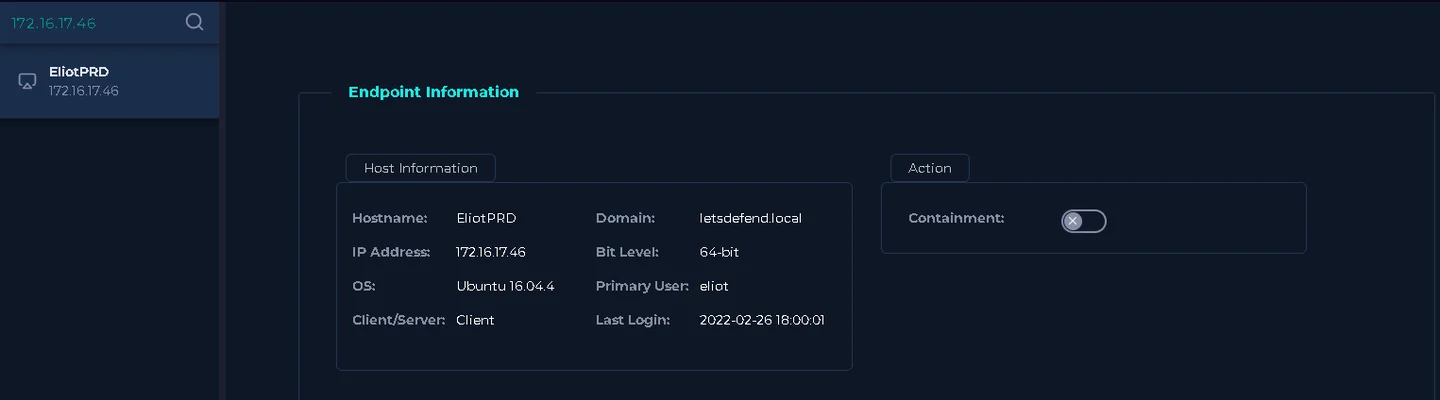 172.16.17.46
EliotPRD
172.16.17.46
Endpoint Information
Host Information
Hostname: EliotPRD Domain: letsdefend.local
IP Address: 172.16.17.46 Bit Level: 64-bit
OS: Ubuntu 16.04.4 Primary User: eliot
Client/Server: Client Last Login: 2022-02-26 18:00:01
Action
Containment: